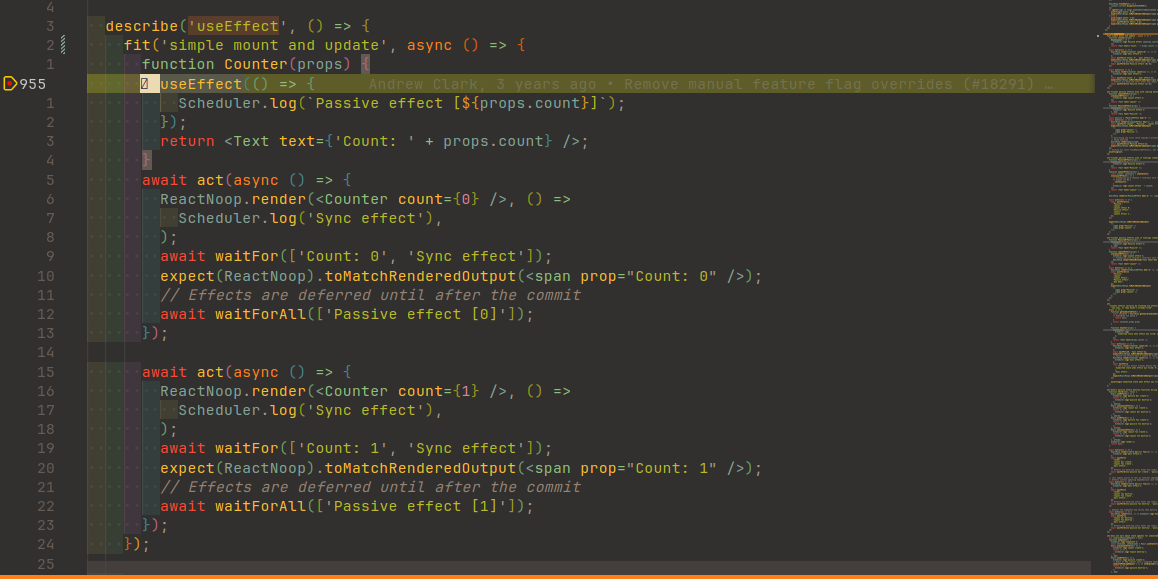 4
3 describe('useEffect', () => {
2 fit('simple mount and update', async () => {
1 function Counter(props) {
955 useEffect(() => { Andrew Clark, 3 years ago • Remove manual feature flag overrides (#18291) …
1 Scheduler.log(`Passive effect [${props.count}]`);
2 });
3 return <Text text={'Count: ' + props.count} />;
4 }
5 await act(async () => {
6 ReactNoop.render(<Counter count={0} />, () =>
7 Scheduler.log('Sync effect'),
8 );
9 await waitFor(['Count: 0', 'Sync effect']);
10 expect(ReactNoop).toMatchRenderedOutput(<span prop="Count: 0" />);
11 // Effects are deferred until after the commit
12 await waitForAll(['Passive effect [0]']);
13 });
14
15 await act(async () => {
16 ReactNoop.render(<Counter count={1} />, () =>
17 Scheduler.log('Sync effect'),
18 );
19 await waitFor(['Count: 1', 'Sync effect']);
20 expect(ReactNoop).toMatchRenderedOutput(<span prop="Count: 1" />);
21 // Effects are deferred until after the commit
22 await waitForAll(['Passive effect [1]']);
23 });
24 });
25